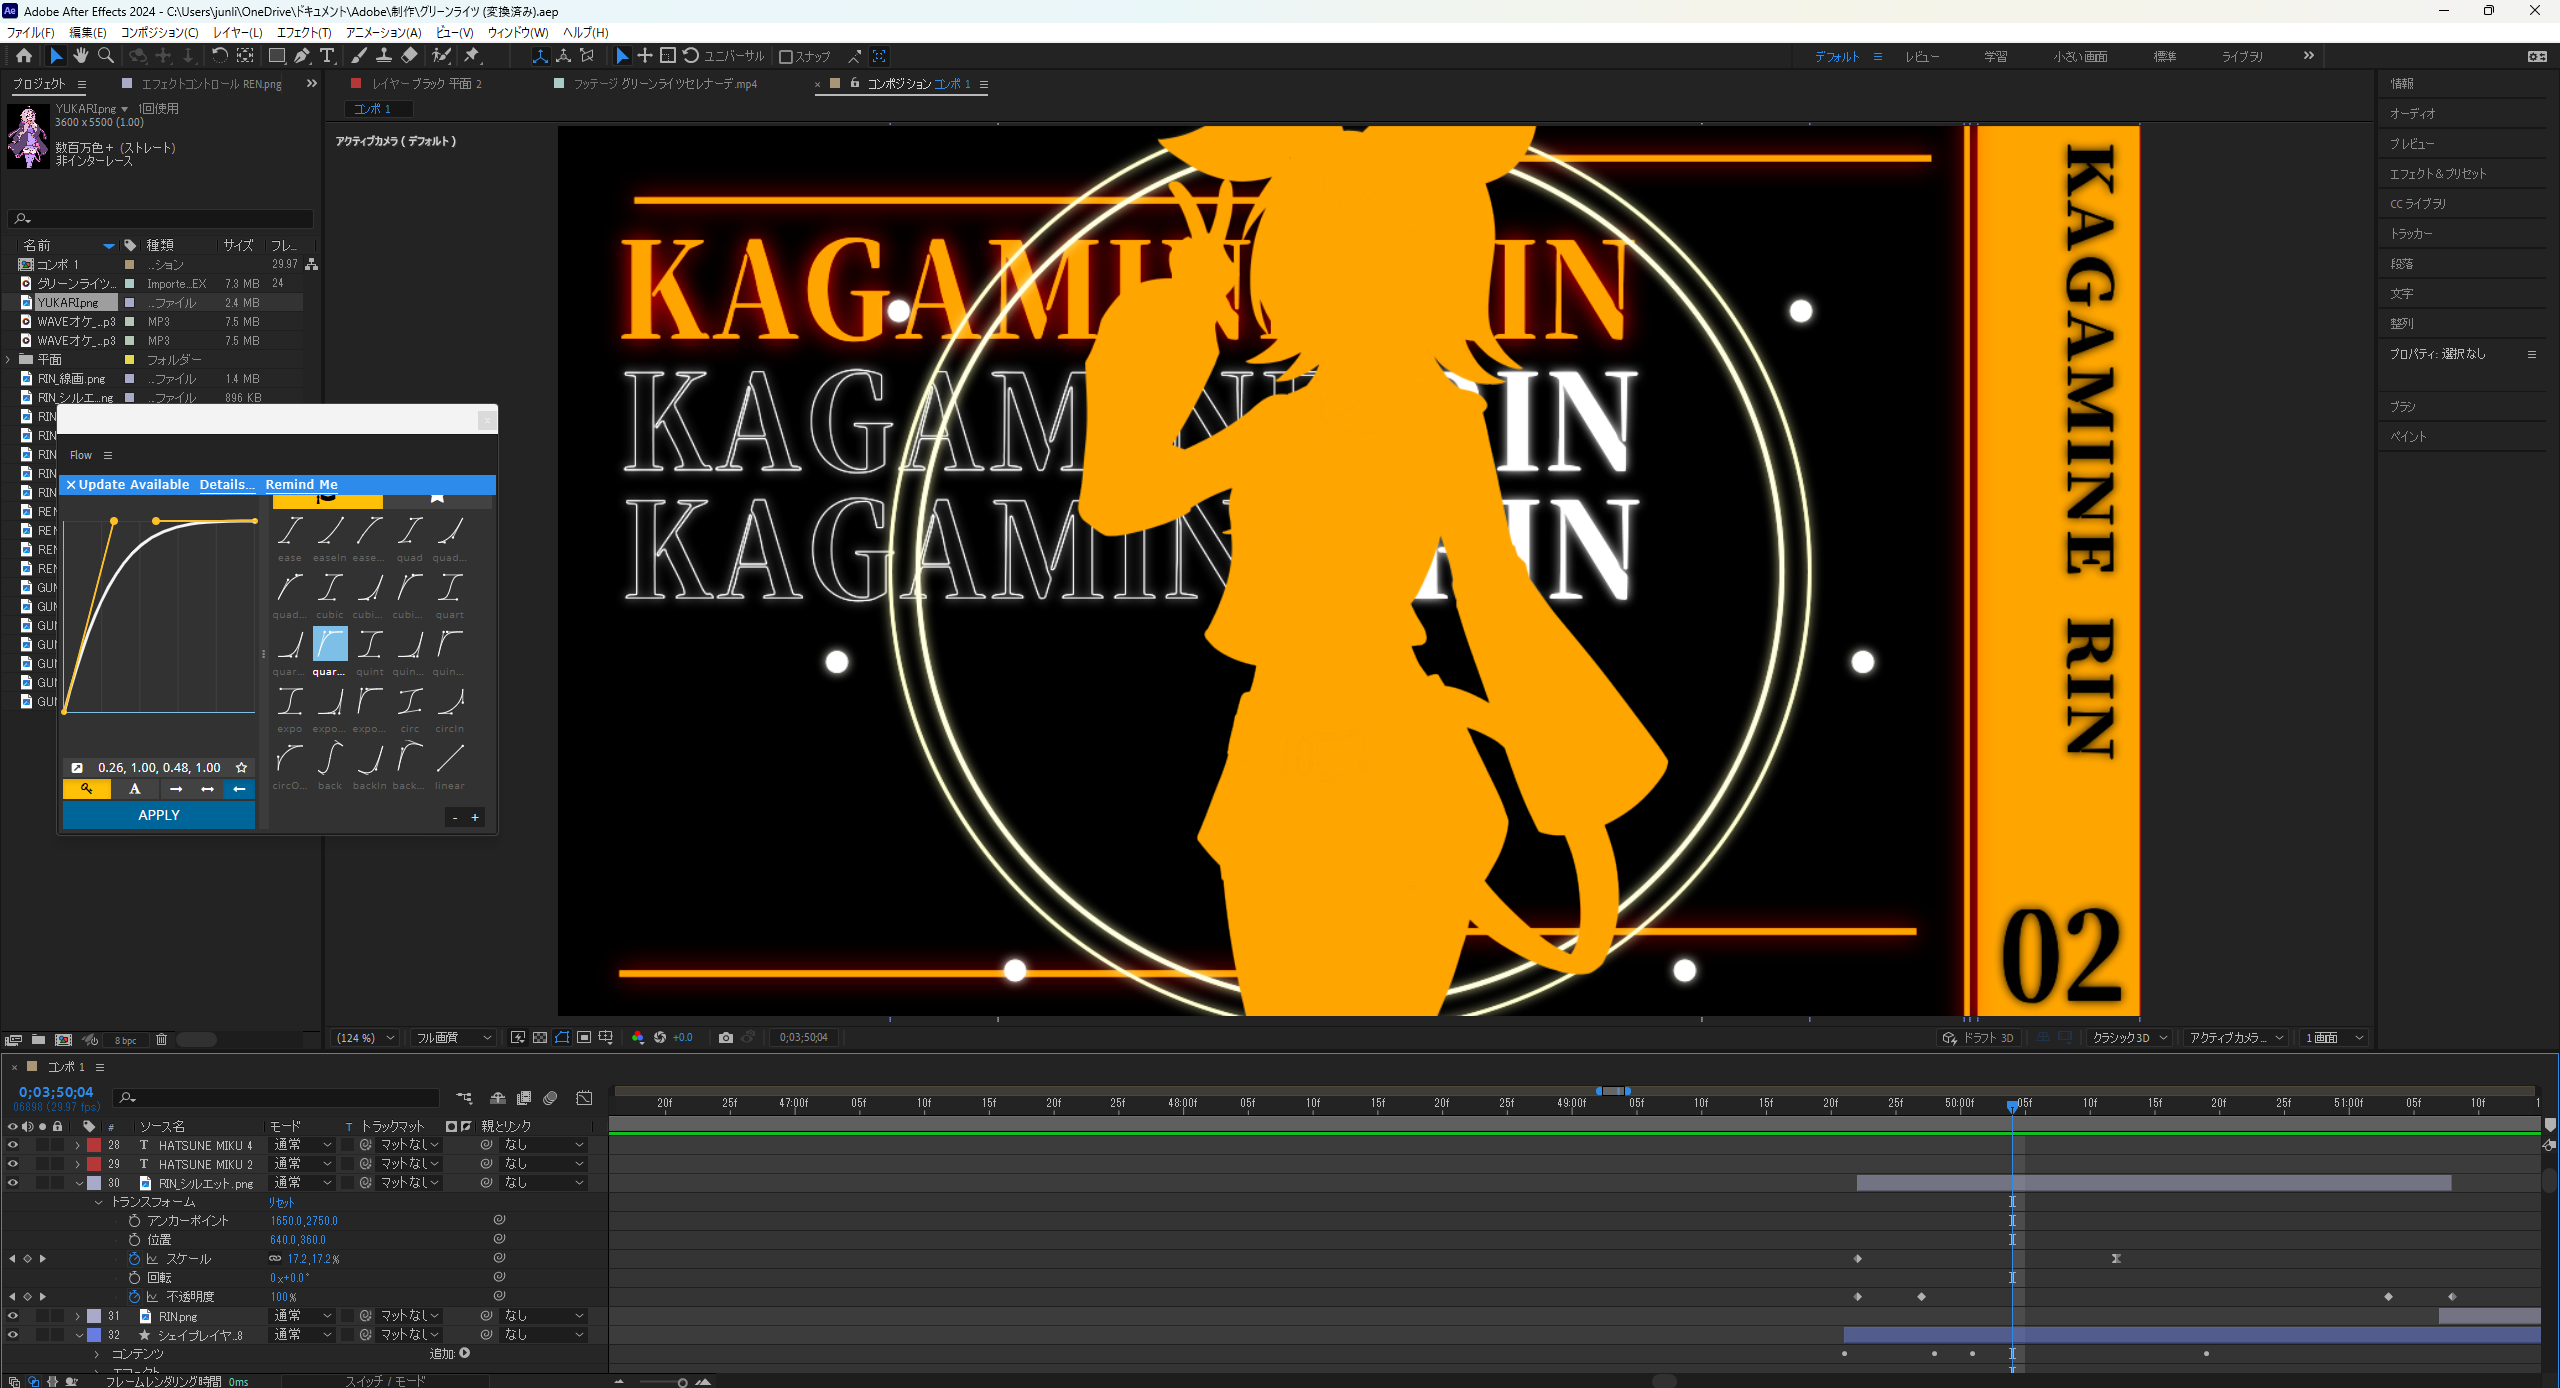 Adobe After Effects 2024 - C:\Users\junli\OneDrive\ドキュメント\Adobe\制作\グリーンライツ (変換済み).aep
ファイル(F) 編集(E) コンポジション(C) レイヤー(L) エフェクト(T) アニメーション(A) ビュー(V) ウィンドウ(W) ヘルプ(H)
ユニバーサル スナップ デフォルト レビュー 学習 小さい画面 標準 ライブラリ
プロジェクト エフェクトコントロール REN.png レイヤー ブラック 平面 2 フッテージ グリーンライツセレナーデ.mp4 コンポジション コンポ 1
コンポ 1
YUKARI.png 1回使用
3600 x 5500 (1.00)
数百万色+ (ストレート)
非インターレース
アクティブカメラ (デフォルト)
名前 種類 サイズ フレ...
コンポ 1 ...ション 29.97
グリーンライツ... Importe...EX 7.3 MB 24
YUKARI.png ...ファイル 2.4 MB
WAVEオケ_...p3 MP3 7.5 MB
WAVEオケ_...p3 MP3 7.5 MB
平面 フォルダー
RIN_線画.png ...ファイル 1.4 MB
RIN_シルエ...ng ...ファイル 896 KB
RIN
RIN
RIN
RIN
RIN
REN
REN
REN
REN
GUN
GUN
GUN
GUN
GUN
GUN
GUN
Flow
Update Available Details... Remind Me
ease easeIn ease... quad quad...
quad... cubic cubi... cubi... quart
quar... quar... quint quin... quin...
expo expo... expo... circ circIn
circO... back backIn back... linear
0.26, 1.00, 0.48, 1.00
A
APPLY
- +
KAGAMIN IN
KAGAMIN IN
KAGAMIN IN
KAGAMINE RIN
02
情報
オーディオ
プレビュー
エフェクト＆プリセット
CC ライブラリ
トラッカー
段落
文字
整列
プロパティ: 選択なし
ブラシ
ペイント
8 bpc (124 %) フル画質 +0.0 0;03;50;04 ドラフト 3D クラシック3D アクティブカメラ... 1画面
コンポ 1
0;03;50;04
06898 (29.97 fps)
20f 25f 47:00f 05f 10f 15f 20f 25f 48:00f 05f 10f 15f 20f 25f 49:00f 05f 10f 15f 20f 25f 50:00f 05f 10f 15f 20f 25f 51:00f 05f 10f 1
# ソース名 モード T トラックマット 親とリンク
28 T HATSUNE MIKU 4 通常 マットなし なし
29 T HATSUNE MIKU 2 通常 マットなし なし
30 RIN_シルエット.png 通常 マットなし なし
トランスフォーム リセット
アンカーポイント 1650.0,2750.0
位置 640.0,360.0
スケール 17.2,17.2%
回転 0x+0.0°
不透明度 100%
31 RIN.png 通常 マットなし なし
32 シェイプレイヤ...8 通常 マットなし なし
コンテンツ 追加:
エフェクト
フレームレンダリング時間 0ms スイッチ / モード